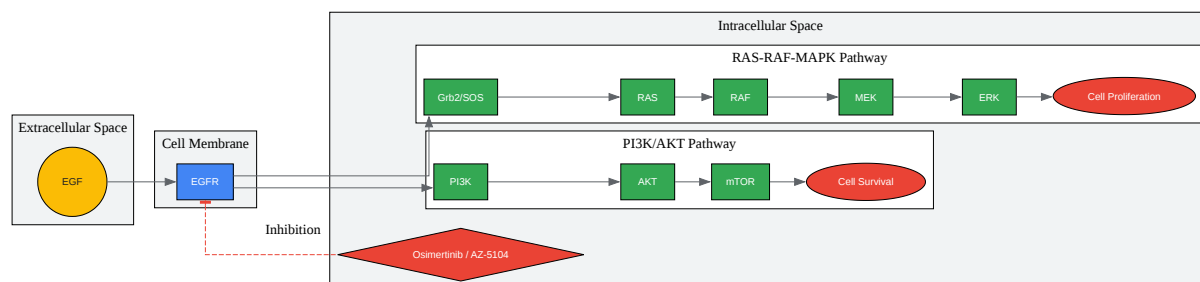 Intracellular Space
RAS-RAF-MAPK Pathway
Grb2/SOS
RAS
RAF
MEK
ERK
Cell Proliferation
Extracellular Space
EGF
Cell Membrane
EGFR
PI3K/AKT Pathway
PI3K
AKT
mTOR
Cell Survival
Inhibition
Osimertinib / AZ-5104